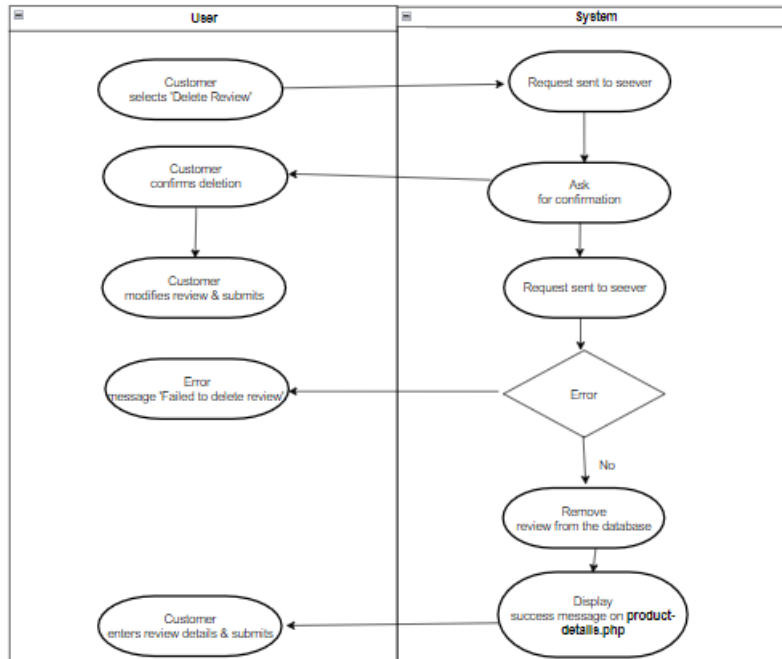 User
System
Customer
selects 'Delete Review'
Request sent to seever
Customer
confirms deletion
Ask
for confirmation
Customer
modifies review & submits
Request sent to seever
Error
message 'Failed to delete review'
Error
No
Remove
review from the database
Display
success message on product-
details.php
Customer
enters review details & submits